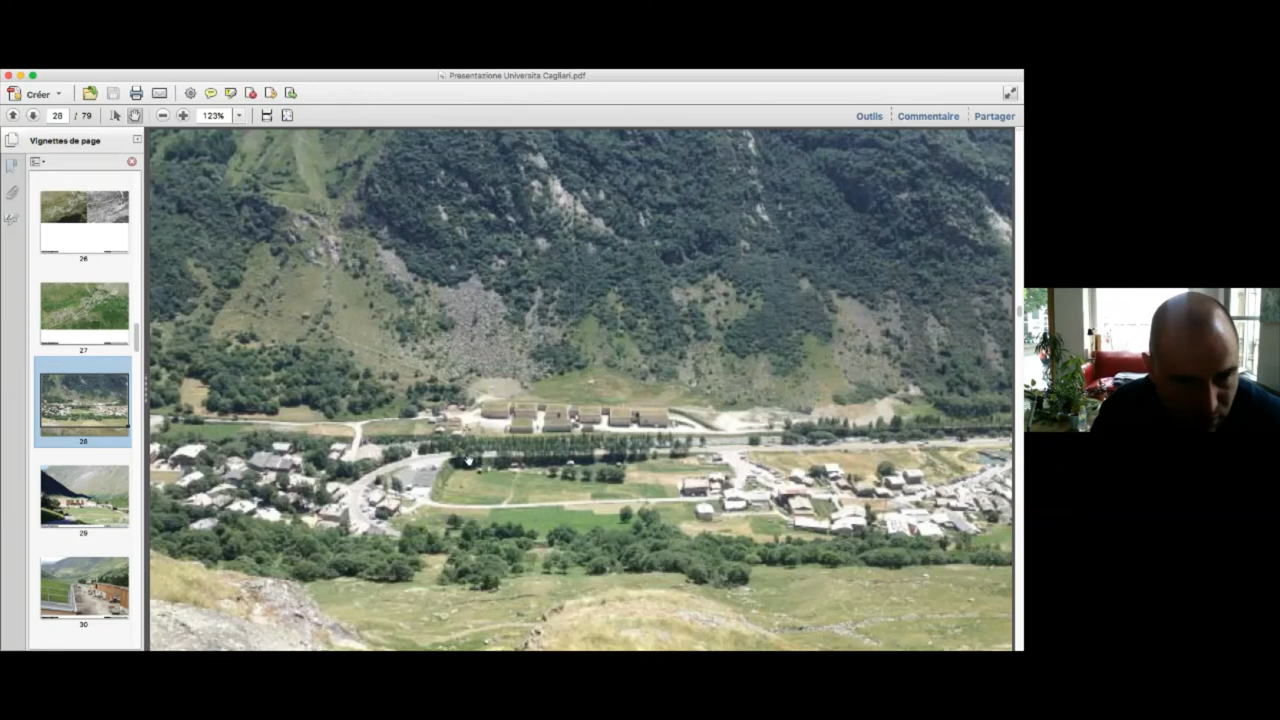 Presentazione Universita Cagliari.pdf
Créer
28 / 79
123%
Outils
Commentaire
Partager
Vignettes de page
26
27
28
29
30